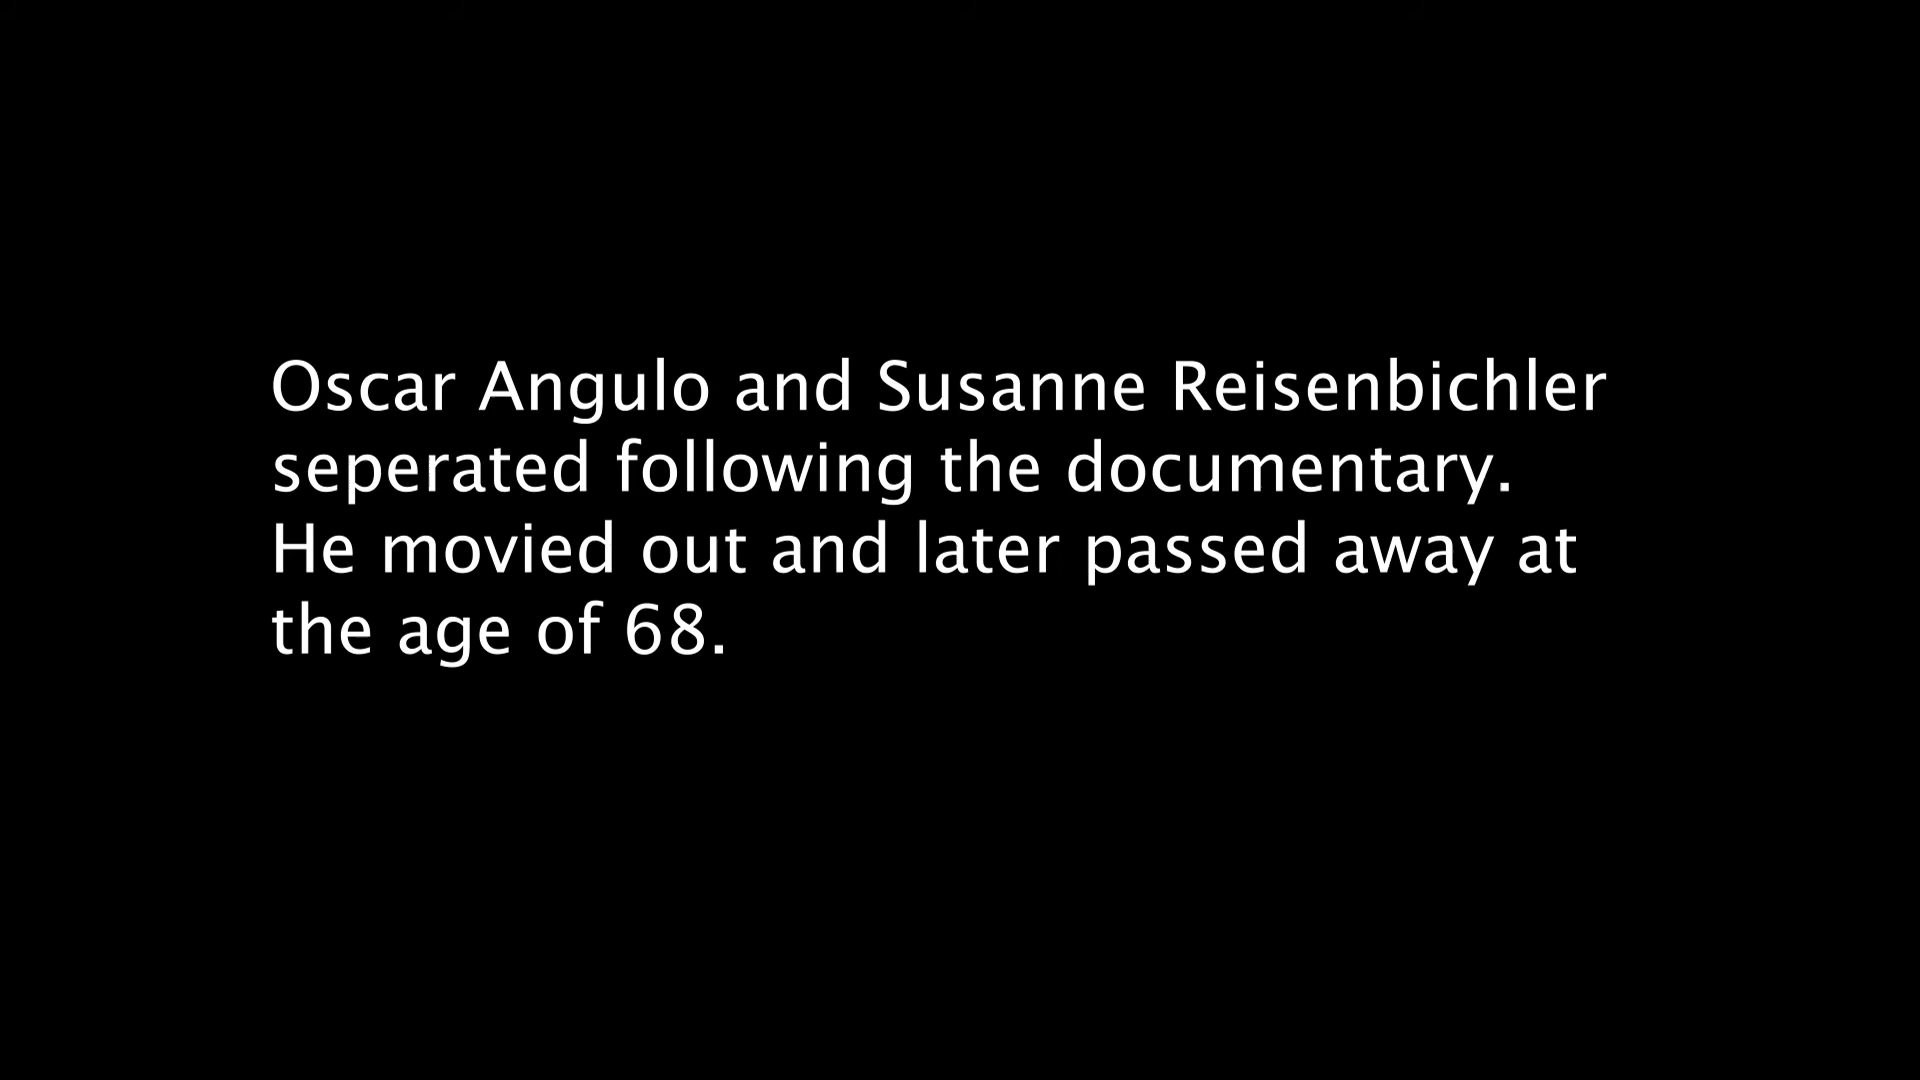 Oscar Angulo and Susanne Reisenbichler
seperated following the documentary.
He movied out and later passed away at
the age of 68.